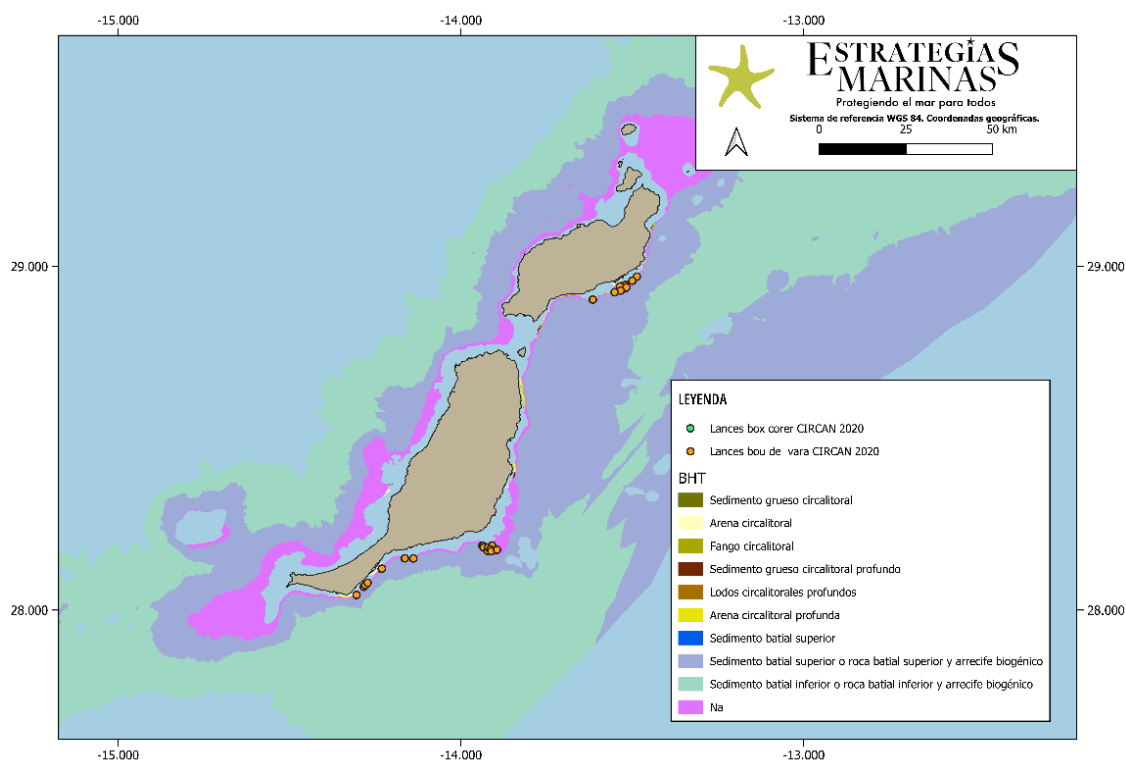 -15.000 -14.000 -13.000
ESTRATEGIAS
MARINAS
Protegiendo el mar para todos
Sistema de referencia WGS 84. Coordenadas geográficas.
0 25 50 km
29.000 29.000
LEYENDA
Lances box corer CIRCAN 2020
Lances bou de vara CIRCAN 2020
BHT
Sedimento grueso circalitoral
Arena circalitoral
Fango circalitoral
Sedimento grueso circalitoral profundo
Lodos circalitorales profundos
Arena circalitoral profunda
Sedimento batial superior
Sedimento batial superior o roca batial superior y arrecife biogénico
Sedimento batial inferior o roca batial inferior y arrecife biogénico
Na
28.000 28.000
-15.000 -14.000 -13.000